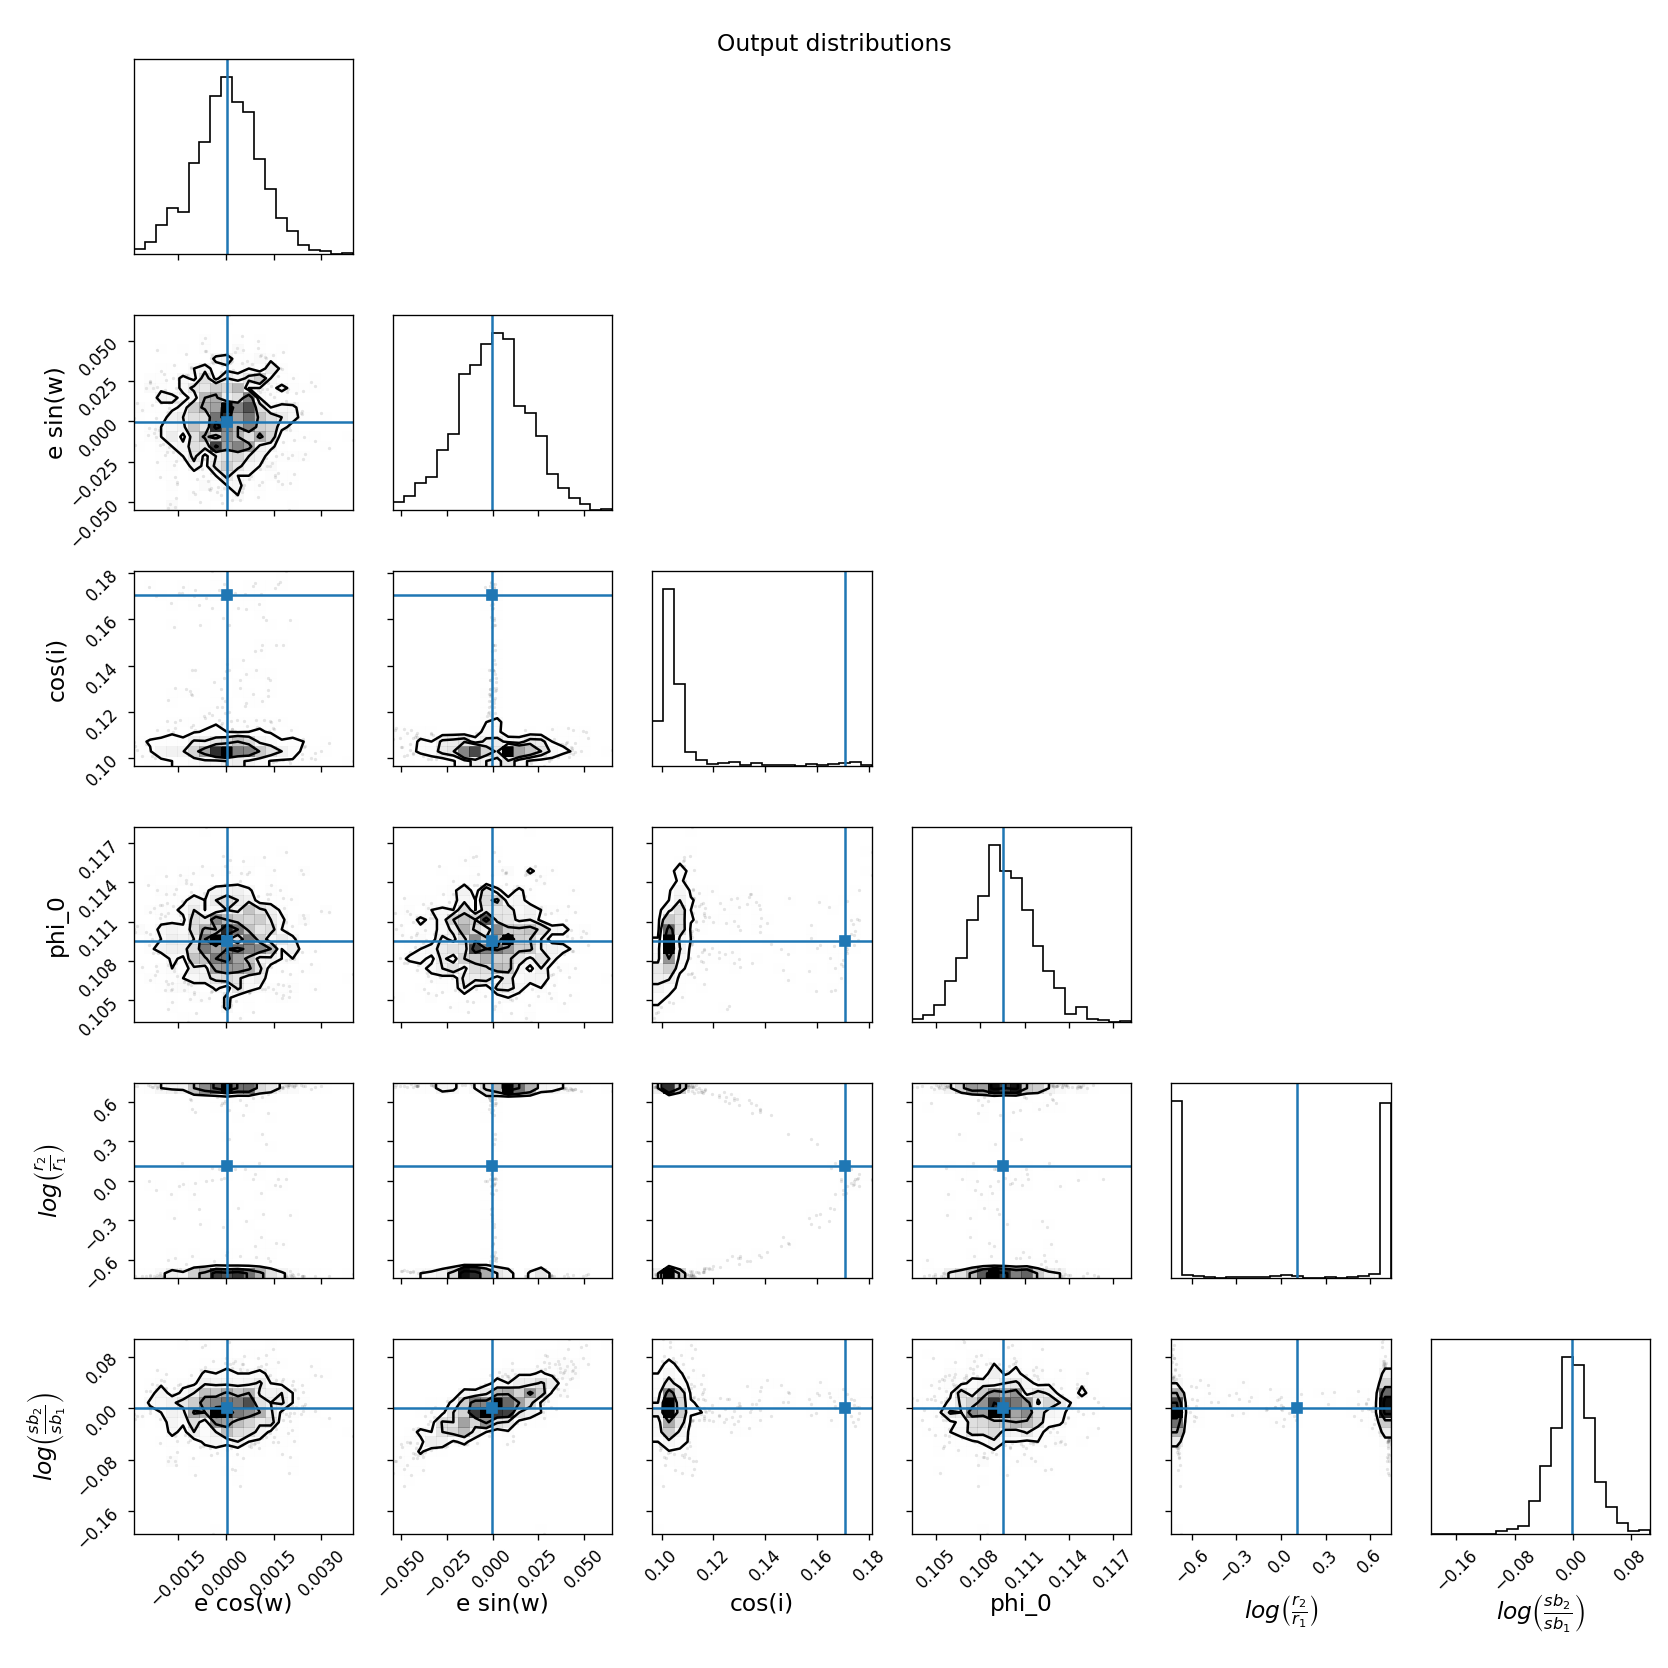 Output distributions
e sin(w)
0.050
0.025
0.000
−0.025
−0.050
cos(i)
0.18
0.16
0.14
0.12
0.10
phi_0
0.117
0.114
0.111
0.108
0.105
log(r₂/r₁)
0.6
0.3
0.0
−0.3
−0.6
log(sb₂/sb₁)
0.08
0.00
−0.08
−0.16
−0.0015 0.0000 0.0015 0.0030
e cos(w)
−0.050 −0.025 0.000 0.025 0.050
e sin(w)
0.10 0.12 0.14 0.16 0.18
cos(i)
0.105 0.108 0.111 0.114 0.117
phi_0
−0.6 −0.3 0.0 0.3 0.6
log(r₂/r₁)
−0.16 −0.08 0.00 0.08
log(sb₂/sb₁)